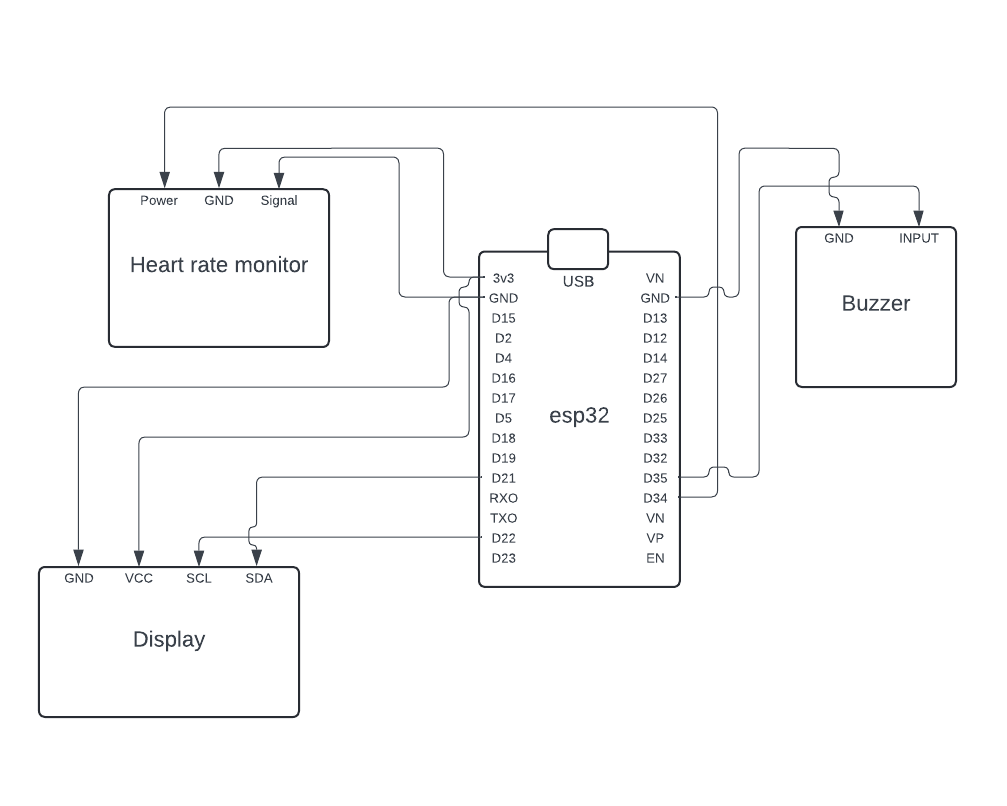 Power GND Signal
Heart rate monitor
GND INPUT
Buzzer
USB
3v3 VN
GND GND
D15 D13
D2 D12
D4 D14
D16 D27
D17 D26
esp32
D5 D25
D18 D33
D19 D32
D21 D35
RXO D34
TXO VN
D22 VP
D23 EN
GND VCC SCL SDA
Display